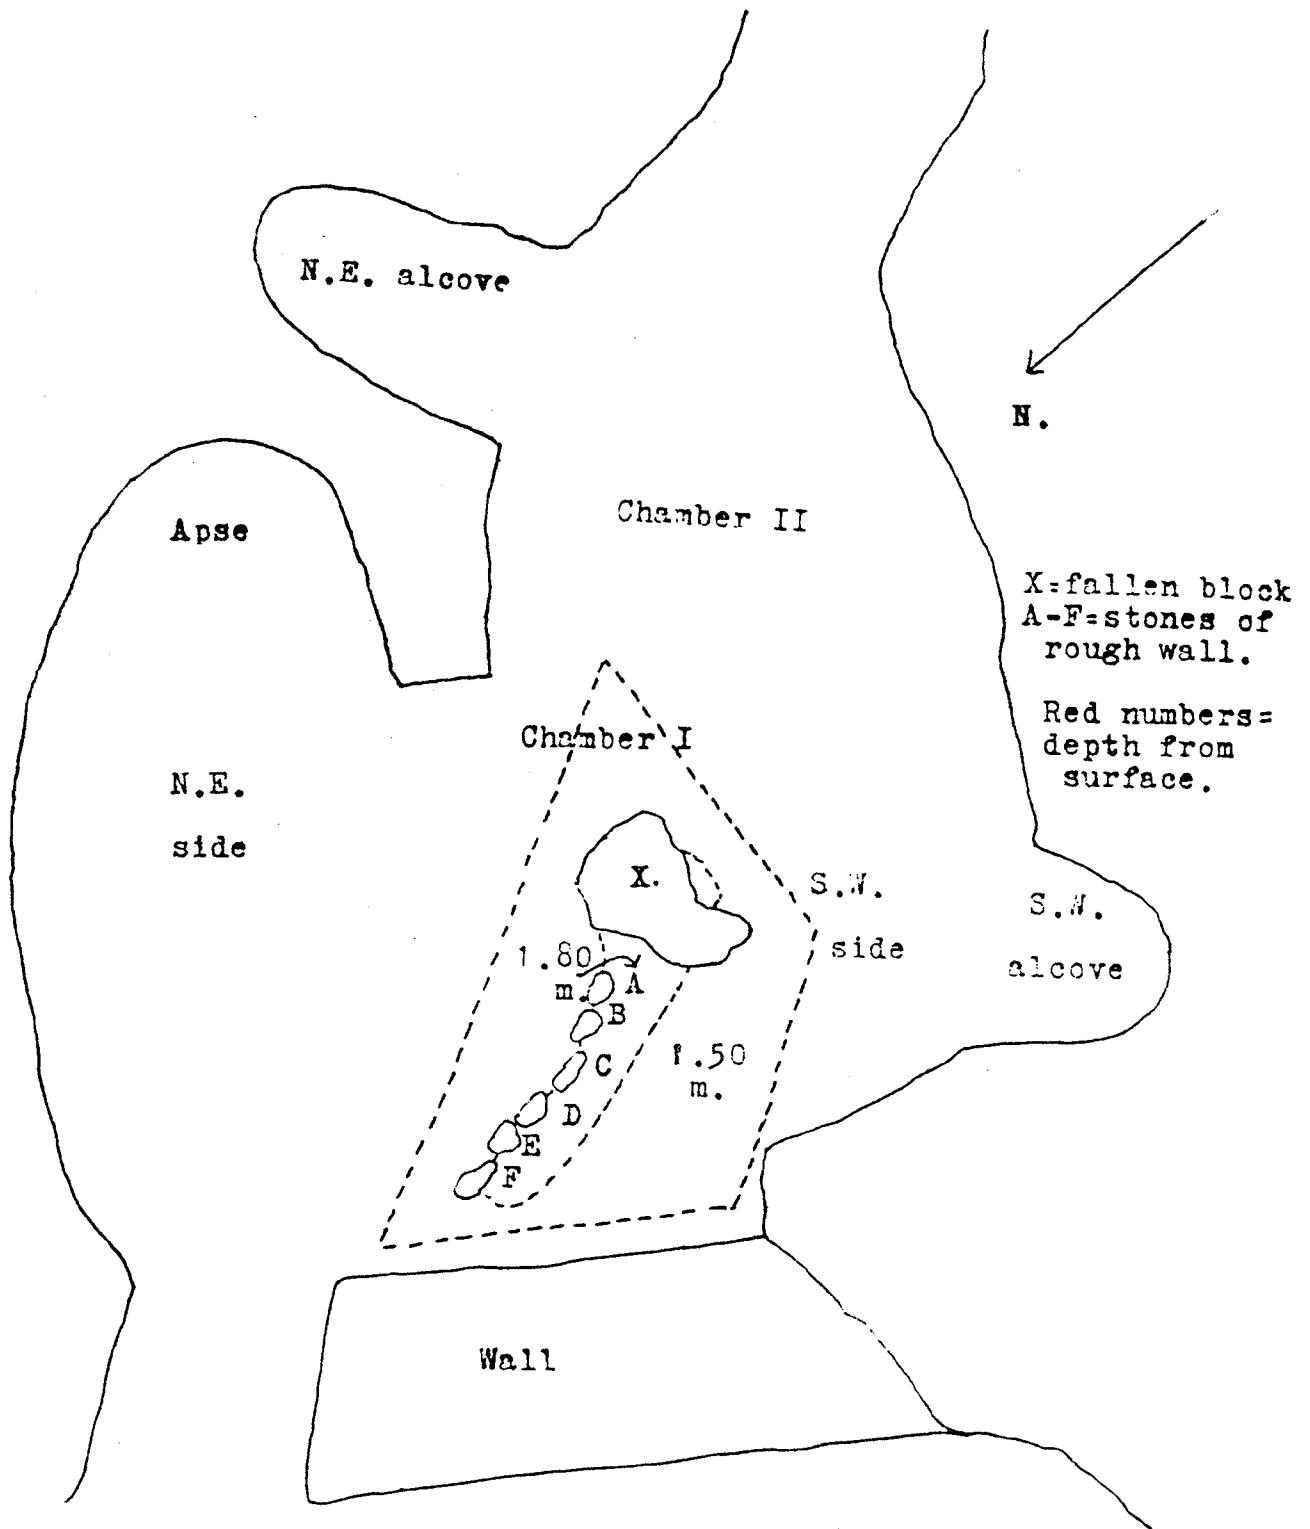 N.E. alcove
N.
Apse
Chamber II
X=fallen block
A-F=stones of
rough wall.
Red numbers=
depth from
surface.
Chamber I
N.E.
side
X.
S.W.
side
S.W.
alcove
1.80
m.
A
B
C
D
E
F
1.50
m.
Wall